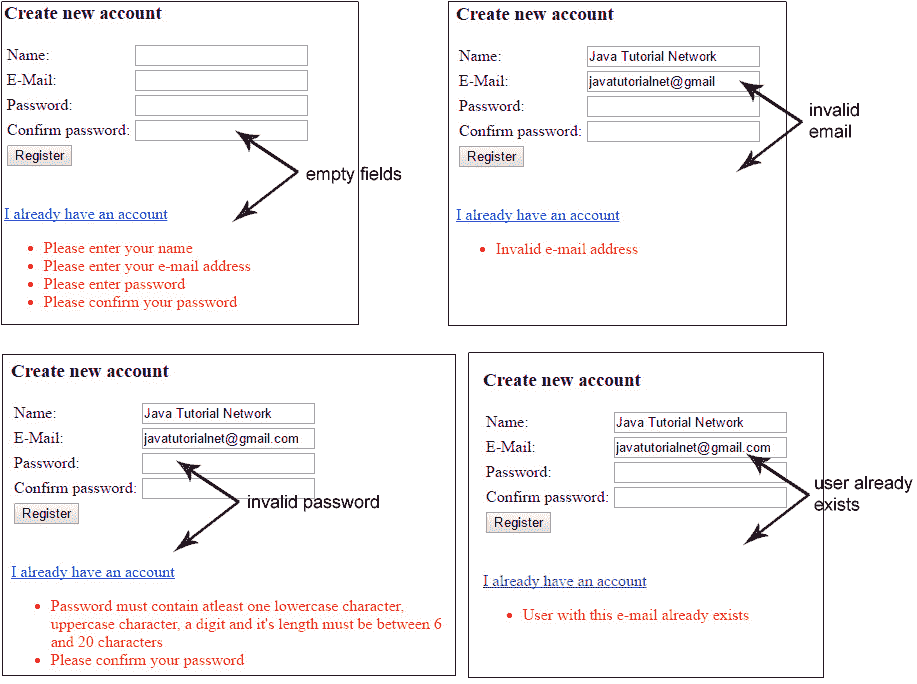 Create new account
Name:
E-Mail:
Password:
Confirm password:
Register
empty fields
I already have an account
Please enter your name
Please enter your e-mail address
Please enter password
Please confirm your password
Create new account
Name: Java Tutorial Network
E-Mail: javatutorialnet@gmail
Password:
Confirm password:
Register
invalid
email
I already have an account
Invalid e-mail address
Create new account
Name: Java Tutorial Network
E-Mail: javatutorialnet@gmail.com
Password:
Confirm password:
Register
invalid password
I already have an account
Password must contain atleast one lowercase character,
uppercase character, a digit and it's length must be between 6
and 20 characters
Please confirm your password
Create new account
Name: Java Tutorial Network
E-Mail: javatutorialnet@gmail.com
Password:
Confirm password:
Register
user already
exists
I already have an account
User with this e-mail already exists